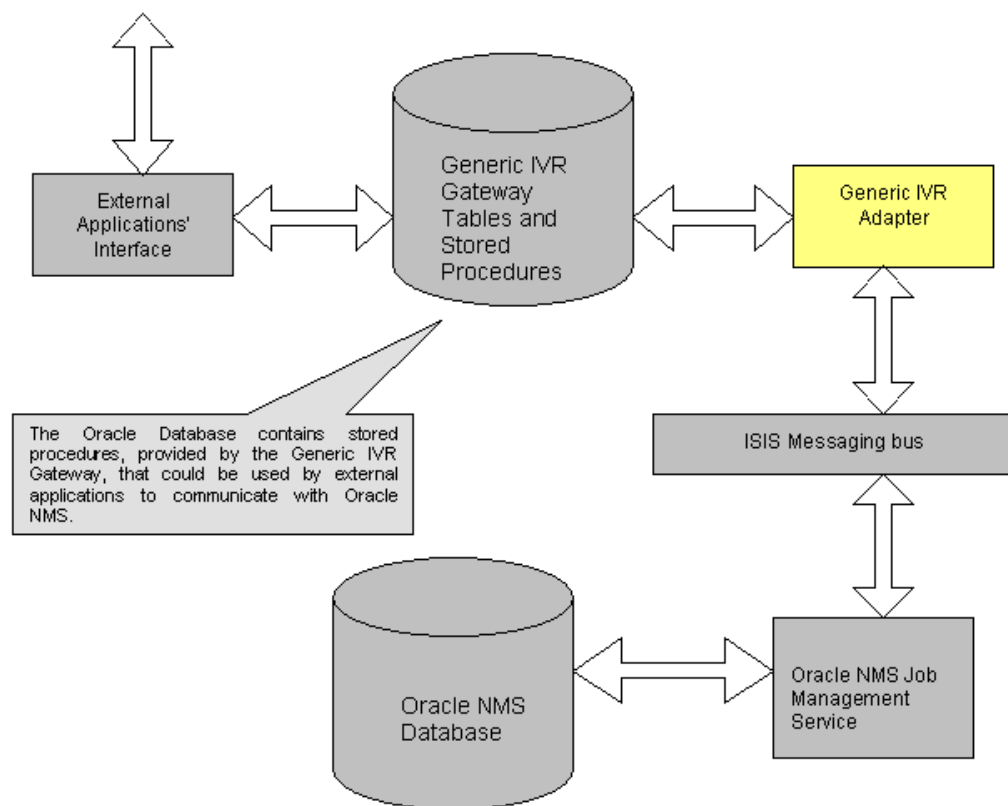 External
Applications'
Interface
Generic IVR
Gateway
Tables and
Stored
Procedures
Generic IVR
Adapter
The Oracle Database contains stored
procedures, provided by the Generic IVR
Gateway, that could be used by external
applications to communicate with Oracle
NMS.
ISIS Messaging bus
Oracle NMS
Database
Oracle NMS Job
Management
Service